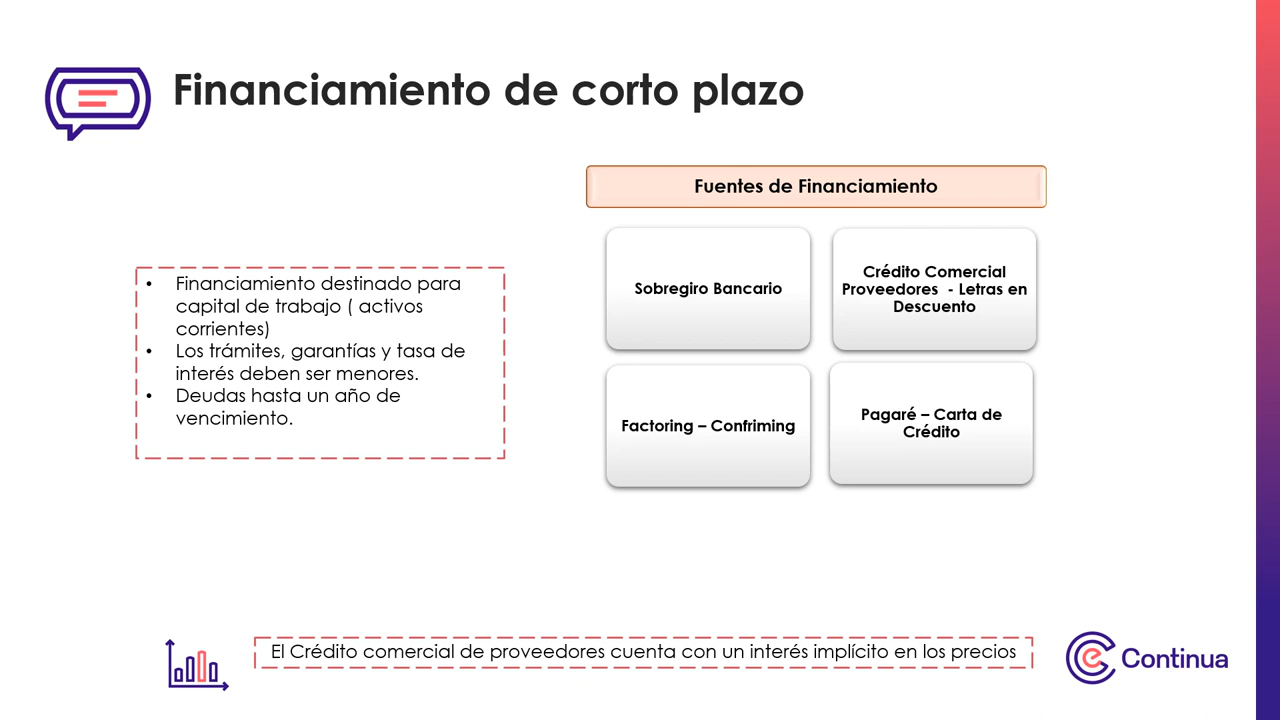 Financiamiento de corto plazo
• Financiamiento destinado para
capital de trabajo ( activos
corrientes)
• Los trámites, garantías y tasa de
interés deben ser menores.
• Deudas hasta un año de
vencimiento.
Fuentes de Financiamiento
Sobregiro Bancario
Crédito Comercial
Proveedores - Letras en
Descuento
Factoring – Confriming
Pagaré – Carta de
Crédito
El Crédito comercial de proveedores cuenta con un interés implícito en los precios
Continua